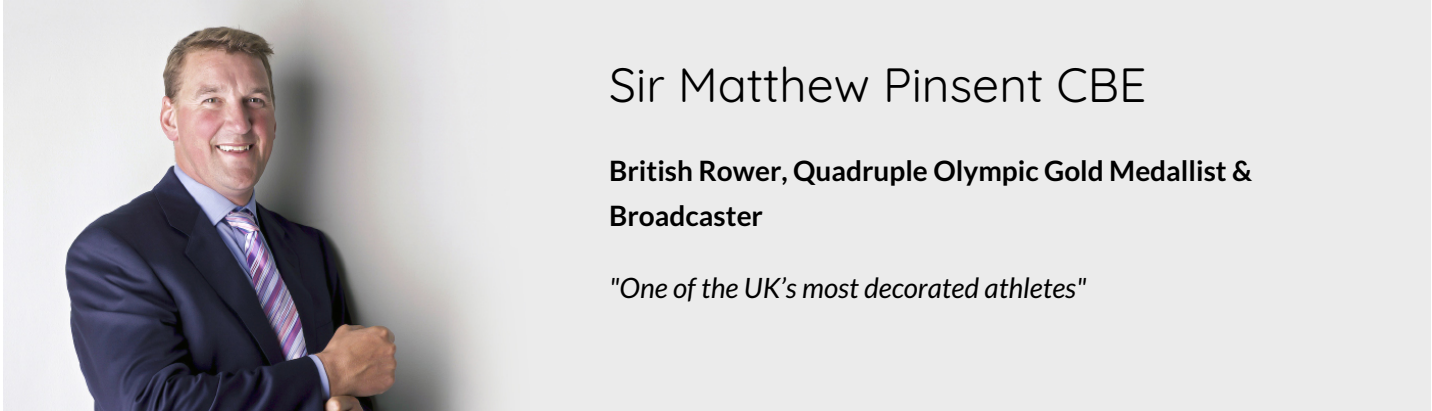 Sir Matthew Pinsent CBE
British Rower, Quadruple Olympic Gold Medallist &
Broadcaster
"One of the UK’s most decorated athletes"